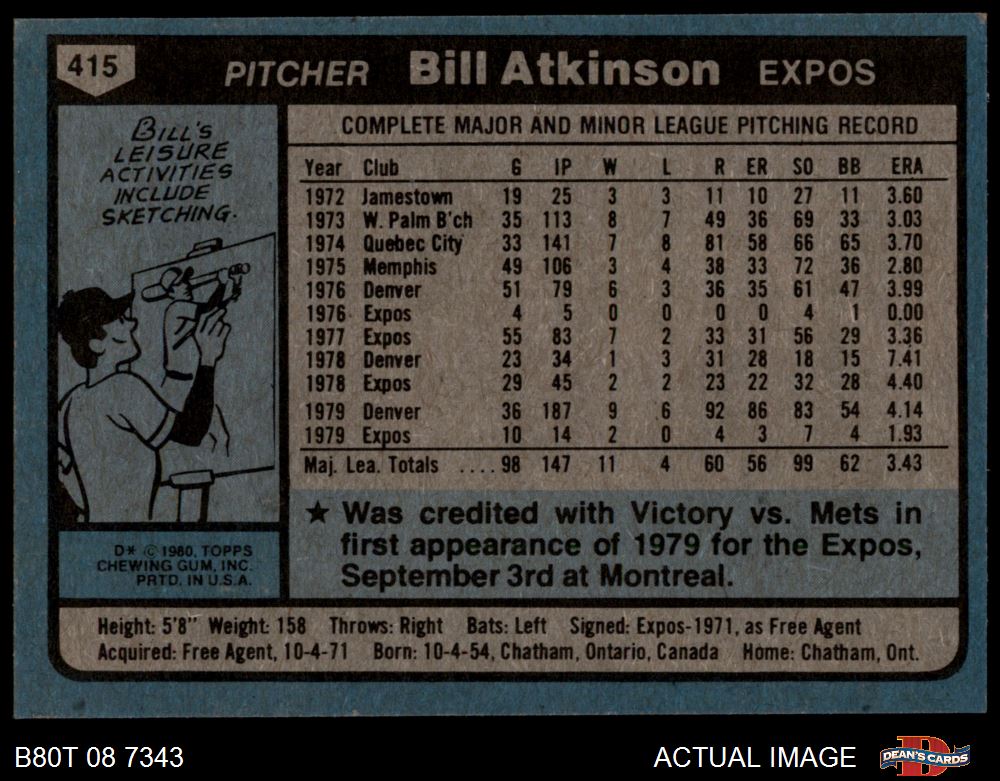 415 PITCHER Bill Atkinson EXPOS
BILL'S
LEISURE
ACTIVITIES
INCLUDE
SKETCHING.
D* © 1980, TOPPS
CHEWING GUM, INC.
PRTD. IN U.S.A.
COMPLETE MAJOR AND MINOR LEAGUE PITCHING RECORD
Year Club G IP W L R ER SO BB ERA
1972 Jamestown 19 25 3 3 11 10 27 11 3.60
1973 W. Palm B'ch 35 113 8 7 49 36 69 33 3.03
1974 Quebec City 33 141 7 8 81 58 66 65 3.70
1975 Memphis 49 106 3 4 38 33 72 36 2.80
1976 Denver 51 79 6 3 36 35 61 47 3.99
1976 Expos 4 5 0 0 0 0 4 1 0.00
1977 Expos 55 83 7 2 33 31 56 29 3.36
1978 Denver 23 34 1 3 31 28 18 15 7.41
1978 Expos 29 45 2 2 23 22 32 28 4.40
1979 Denver 36 187 9 6 92 86 83 54 4.14
1979 Expos 10 14 2 0 4 3 7 4 1.93
Maj. Lea. Totals ....98 147 11 4 60 56 99 62 3.43
★ Was credited with Victory vs. Mets in
first appearance of 1979 for the Expos,
September 3rd at Montreal.
Height: 5'8" Weight: 158 Throws: Right Bats: Left Signed: Expos-1971, as Free Agent
Acquired: Free Agent, 10-4-71 Born: 10-4-54, Chatham, Ontario, Canada Home: Chatham, Ont.
B80T 08 7343 ACTUAL IMAGE DEAN'S CARDS